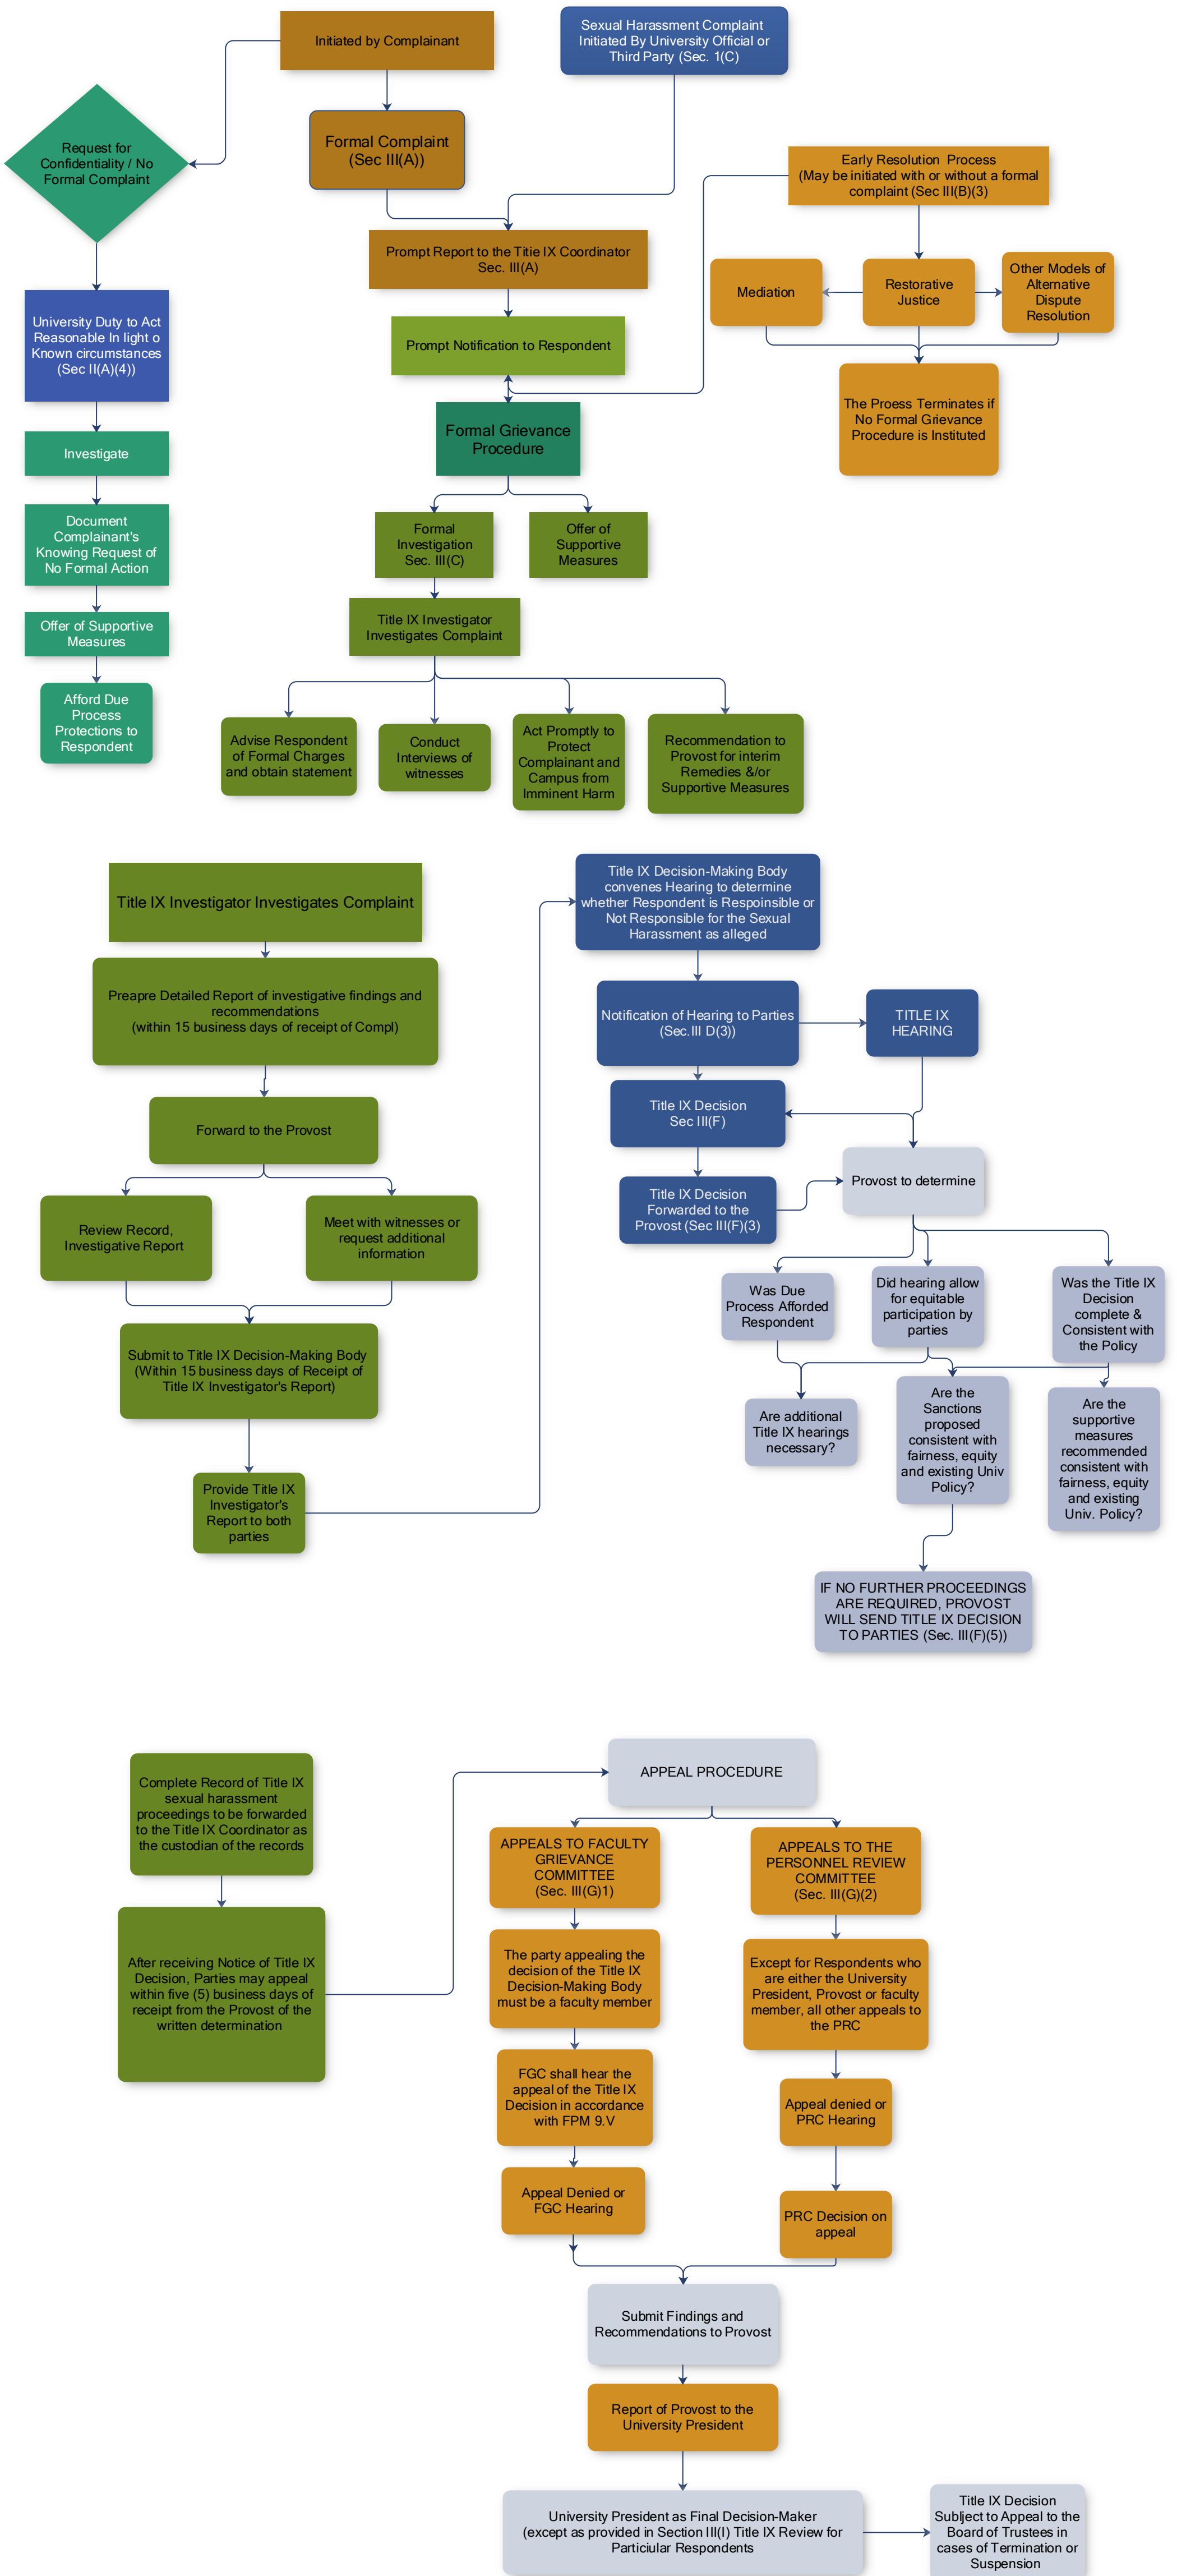 Initiated by Complainant
Sexual Harassment Complaint
Initiated By University Official or
Third Party (Sec. 1(C)
Request for
Confidentiality / No
Formal Complaint
Formal Complaint
(Sec III(A))
Early Resolution Process
(May be initiated with or without a formal
complaint (Sec III(B)(3)
Prompt Report to the Titie IX Coordinator
Sec. III(A)
Mediation
Restorative
Justice
Other Models of
Alternative
Dispute
Resolution
University Duty to Act
Reasonable In light o
Known circumstances
(Sec II(A)(4))
Prompt Notification to Respondent
The Proess Terminates if
No Formal Grievance
Procedure is Instituted
Formal Grievance
Procedure
Investigate
Document
Complainant's
Knowing Request of
No Formal Action
Formal
Investigation
Sec. III(C)
Offer of
Supportive
Measures
Offer of Supportive
Measures
Title IX Investigator
Investigates Complaint
Afford Due
Process
Protections to
Respondent
Advise Respondent
of Formal Charges
and obtain statement
Conduct
Interviews of
witnesses
Act Promptly to
Protect
Complainant and
Campus from
Imminent Harm
Recommendation to
Provost for interim
Remedies &/or
Supportive Measures
Title IX Investigator Investigates Complaint
Preapre Detailed Report of investigative findings and
recommendations
(within 15 business days of receipt of Compl)
Forward to the Provost
Review Record,
Investigative Report
Meet with witnesses or
request additional
information
Submit to Title IX Decision-Making Body
(Within 15 business days of Receipt of
Title IX Investigator's Report)
Provide Title IX
Investigator's
Report to both
parties
Title IX Decision-Making Body
convenes Hearing to determine
whether Respondent is Respoinsible or
Not Responsible for the Sexual
Harassment as alleged
Notification of Hearing to Parties
(Sec.III D(3))
TITLE IX
HEARING
Title IX Decision
Sec III(F)
Title IX Decision
Forwarded to the
Provost (Sec III(F)(3)
Provost to determine
Was Due
Process Afforded
Respondent
Did hearing allow
for equitable
participation by
parties
Was the Title IX
Decision
complete &
Consistent with
the Policy
Are additional
Title IX hearings
necessary?
Are the
Sanctions
proposed
consistent with
fairness, equity
and existing Univ
Policy?
Are the
supportive
measures
recommended
consistent with
fairness, equity
and existing
Univ. Policy?
IF NO FURTHER PROCEEDINGS
ARE REQUIRED, PROVOST
WILL SEND TITLE IX DECISION
TO PARTIES (Sec. III(F)(5))
Complete Record of Title IX
sexual harassment
proceedings to be forwarded
to the Title IX Coordinator as
the custodian of the records
After receiving Notice of Title IX
Decision, Parties may appeal
within five (5) business days of
receipt from the Provost of the
written determination
APPEAL PROCEDURE
APPEALS TO FACULTY
GRIEVANCE
COMMITTEE
(Sec. III(G)1)
APPEALS TO THE
PERSONNEL REVIEW
COMMITTEE
(Sec. III(G)(2)
The party appealing the
decision of the Title IX
Decision-Making Body
must be a faculty member
Except for Respondents who
are either the University
President, Provost or faculty
member, all other appeals to
the PRC
FGC shall hear the
appeal of the Title IX
Decision in accordance
with FPM 9.V
Appeal denied or
PRC Hearing
Appeal Denied or
FGC Hearing
PRC Decision on
appeal
Submit Findings and
Recommendations to Provost
Report of Provost to the
University President
University President as Final Decision-Maker
(except as provided in Section III(I) Title IX Review for
Particiular Respondents
Title IX Decision
Sublject to Appeal to the
Board of Trustees in
cases of Termination or
Suspension